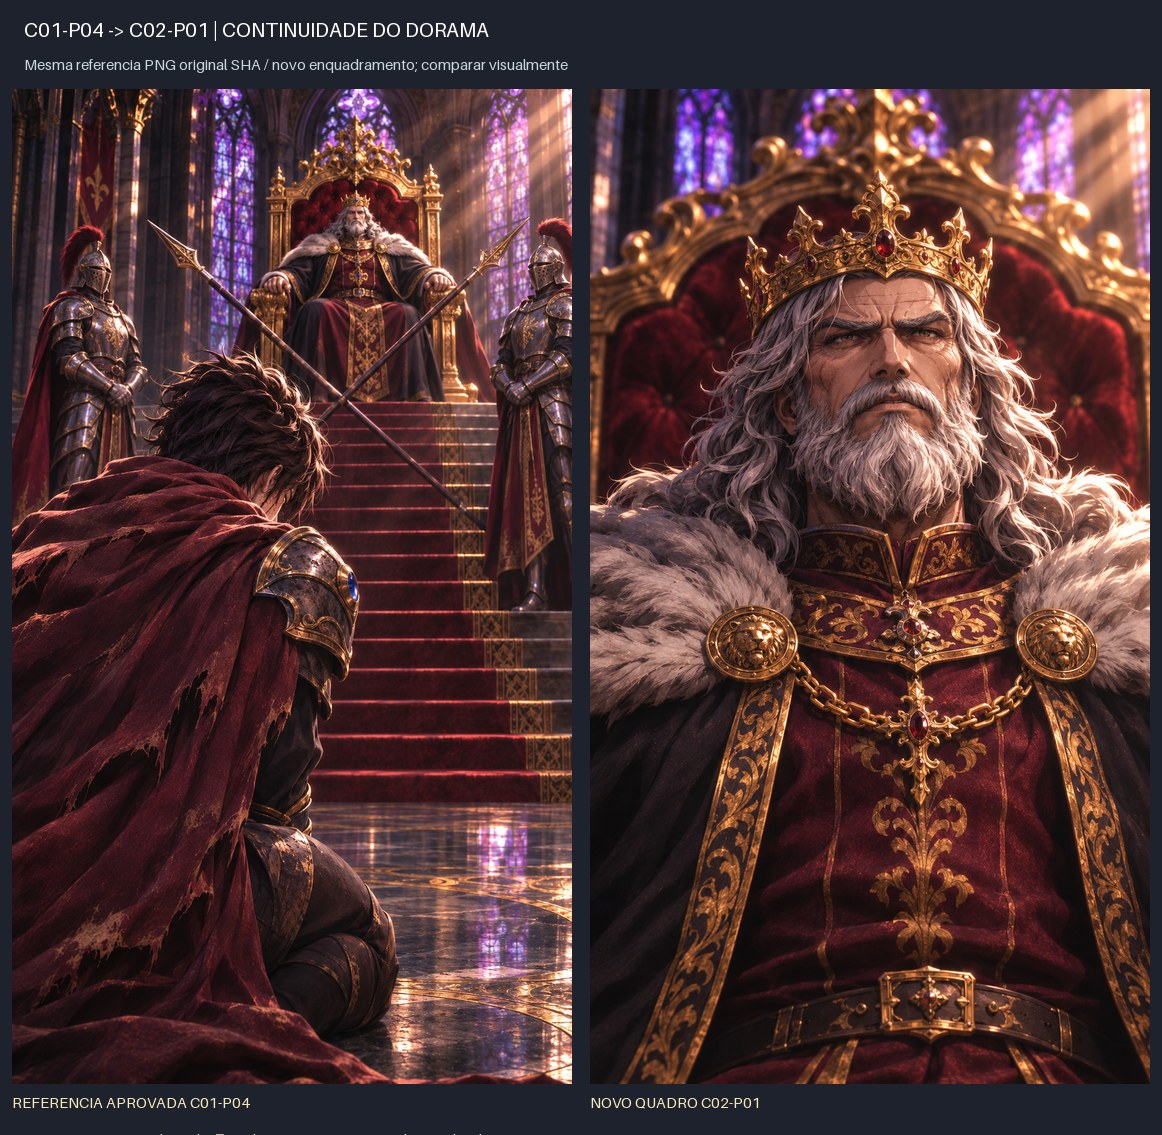 C01-P04 -> C02-P01 | CONTINUIDADE DO DORAMA
Mesma referencia PNG original SHA / novo enquadramento; comparar visualmente
REFERENCIA APROVADA C01-P04
NOVO QUADRO C02-P01